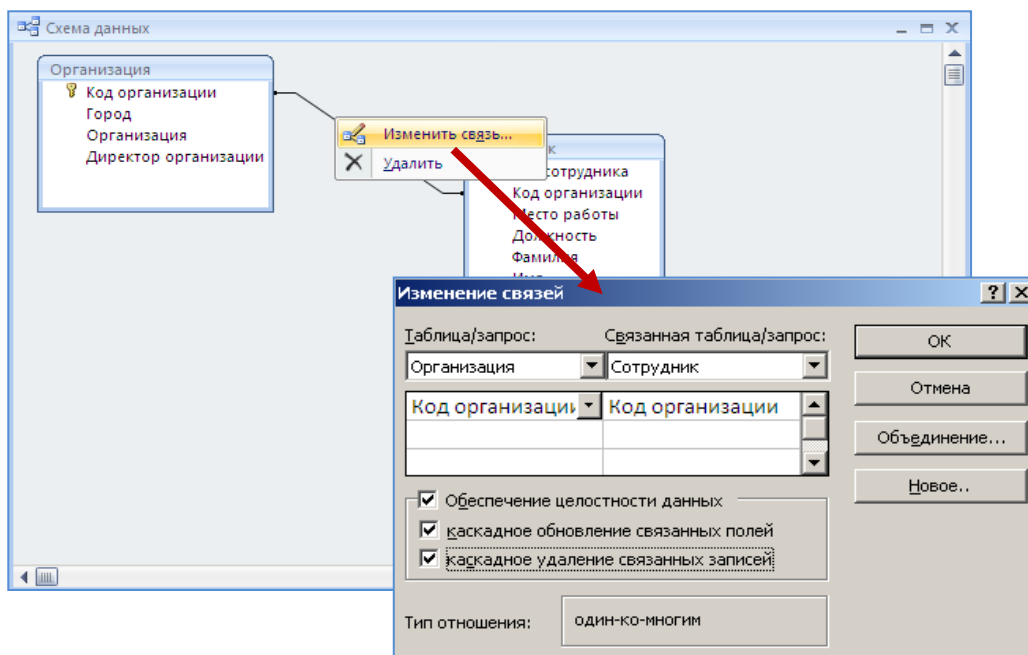 Схема данных
Организация
Код организации
Город
Организация
Директор организации
Изменить связь...
Удалить
к
сотрудника
Код организации
Место работы
Должность
Фамилия
Изменение связей
Таблица/запрос:
Связанная таблица/запрос:
Организация
Сотрудник
Код организации
Код организации
Обеспечение целостности данных
каскадное обновление связанных полей
каскадное удаление связанных записей
Тип отношения:
один-ко-многим
ОК
Отмена
Объединение...
Новое..